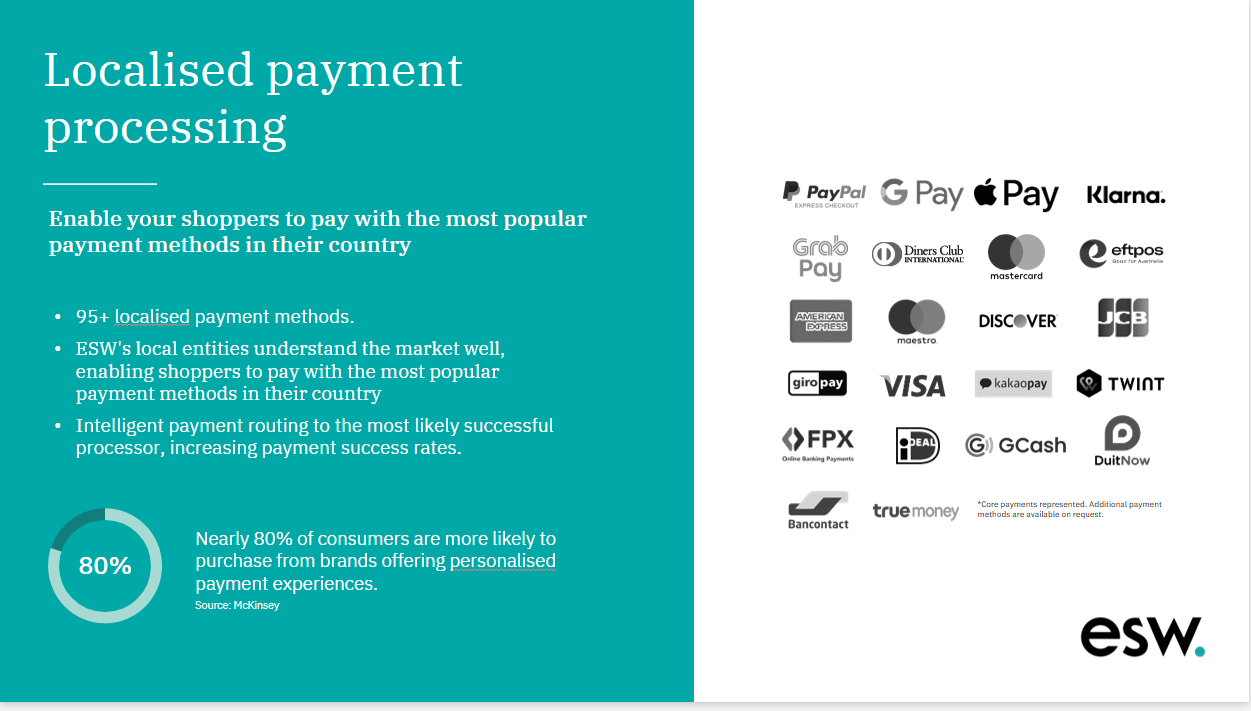 Localised payment
processing
Enable your shoppers to pay with the most popular
payment methods in their country
• 95+ localised payment methods.
• ESW's local entities understand the market well,
enabling shoppers to pay with the most popular
payment methods in their country
• Intelligent payment routing to the most likely successful
processor, increasing payment success rates.
80%
Nearly 80% of consumers are more likely to
purchase from brands offering personalised
payment experiences.
Source: McKinsey
PayPal
EXPRESS CHECKOUT
G Pay
Pay
Klarna.
Grab
Pay
Diners Club
INTERNATIONAL
mastercard
eftpos
Good for Australia
AMERICAN
EXPRESS
maestro
DISCOVER
JCB
giropay
VISA
kakaopay
TWINT
FPX
Online Banking Payments
iDEAL
GCash
DuitNow
Bancontact
truemoney
*Core payments represented. Additional payment
methods are available on request.
esw.